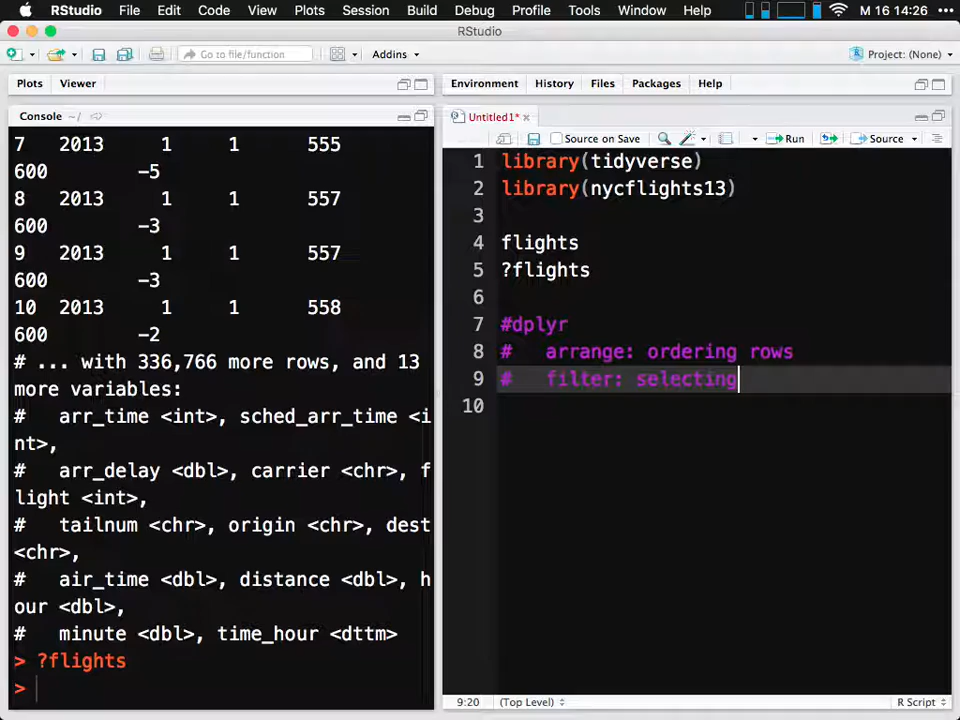 RStudio File Edit Code View Plots Session Build Debug Profile Tools Window Help M 16 14:26
RStudio
Go to file/function Addins Project: (None)
Plots Viewer
Console ~/
7 2013 1 1 555
600 -5
8 2013 1 1 557
600 -3
9 2013 1 1 557
600 -3
10 2013 1 1 558
600 -2
# ... with 336,766 more rows, and 13
more variables:
# arr_time <int>, sched_arr_time <i
nt>,
# arr_delay <dbl>, carrier <chr>, f
light <int>,
# tailnum <chr>, origin <chr>, dest
<chr>,
# air_time <dbl>, distance <dbl>, h
our <dbl>,
# minute <dbl>, time_hour <dttm>
> ?flights
>
Environment History Files Packages Help
Untitled1*
Source on Save Run Source
1 library(tidyverse)
2 library(nycflights13)
3
4 flights
5 ?flights
6
7 #dplyr
8 # arrange: ordering rows
9 # filter: selecting
10
9:20 (Top Level) R Script